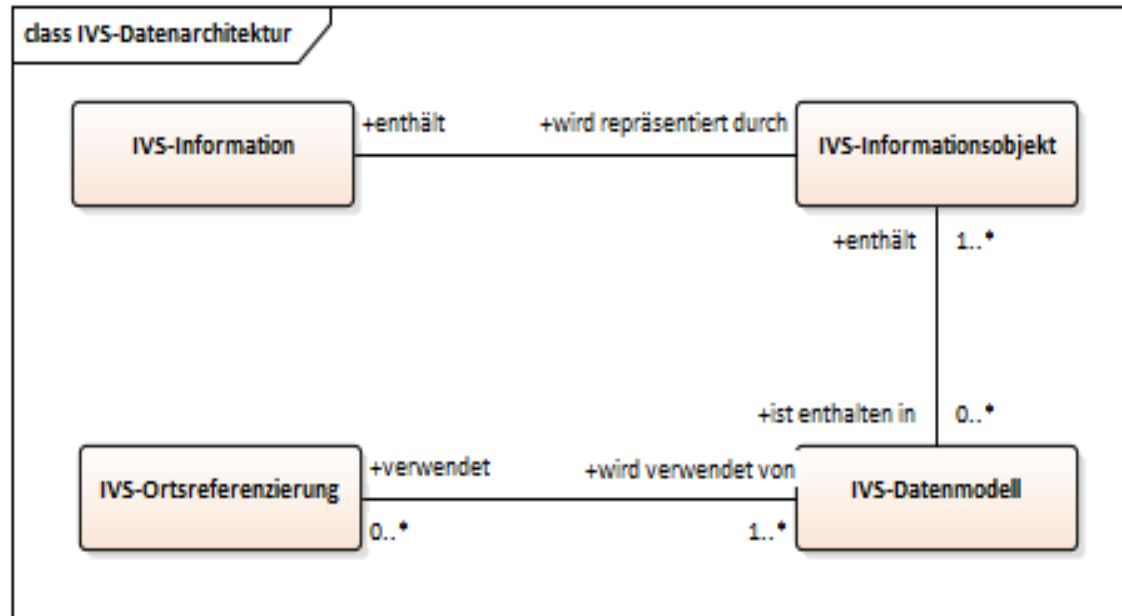 class IVS-Datenarchitektur
IVS-Information
+enthält
+wird repräsentiert durch
IVS-Informationsobjekt
+enthält
1..*
+ist enthalten in
0..*
IVS-Ortsreferenzierung
+verwendet
0..*
+wird verwendet von
1..*
IVS-Datenmodell